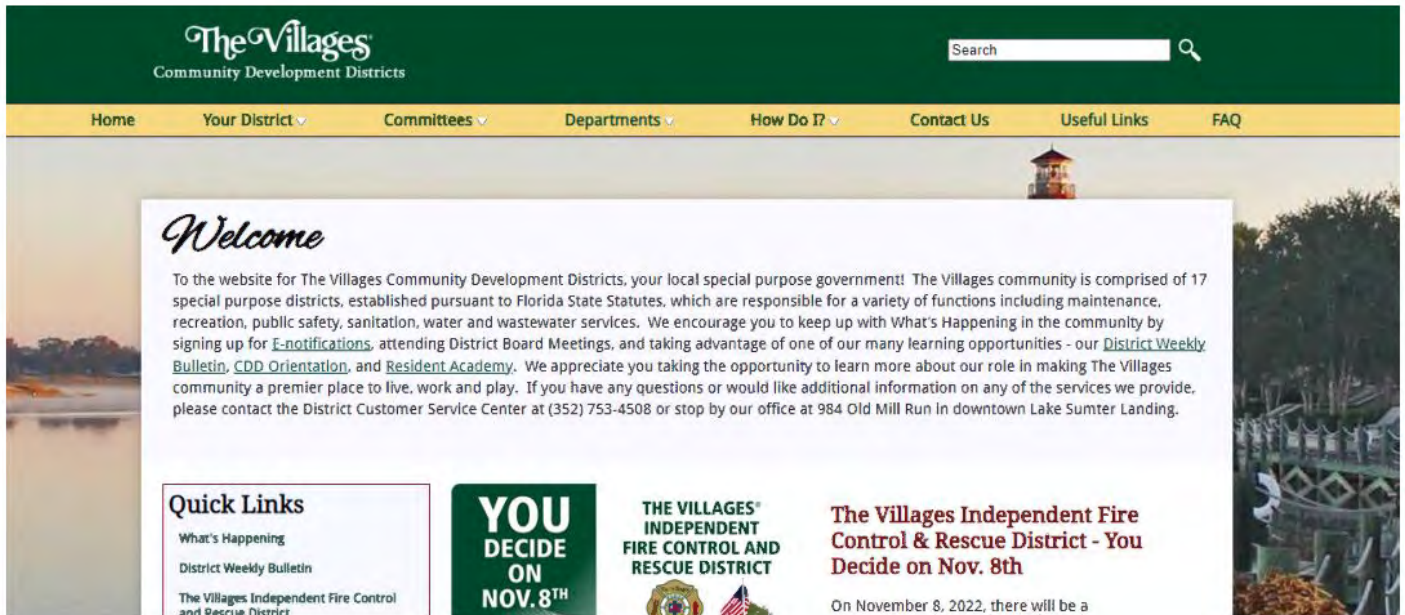 The Villages®
Community Development Districts
Search
Home Your District Committees Departments How Do I? Contact Us Useful Links FAQ
Welcome
To the website for The Villages Community Development Districts, your local special purpose government! The Villages community is comprised of 17
special purpose districts, established pursuant to Florida State Statutes, which are responsible for a variety of functions including maintenance,
recreation, public safety, sanitation, water and wastewater services. We encourage you to keep up with What's Happening in the community by
signing up for E-notifications, attending District Board Meetings, and taking advantage of one of our many learning opportunities - our District Weekly
Bulletin, CDD Orientation, and Resident Academy. We appreciate you taking the opportunity to learn more about our role in making The Villages
community a premier place to live, work and play. If you have any questions or would like additional information on any of the services we provide,
please contact the District Customer Service Center at (352) 753-4508 or stop by our office at 984 Old Mill Run in downtown Lake Sumter Landing.
Quick Links
What's Happening
District Weekly Bulletin
The Villages Independent Fire Control
and Rescue District
YOU
DECIDE
ON
NOV. 8TH
THE VILLAGES®
INDEPENDENT
FIRE CONTROL AND
RESCUE DISTRICT
The Villages Independent Fire
Control & Rescue District - You
Decide on Nov. 8th
On November 8, 2022, there will be a